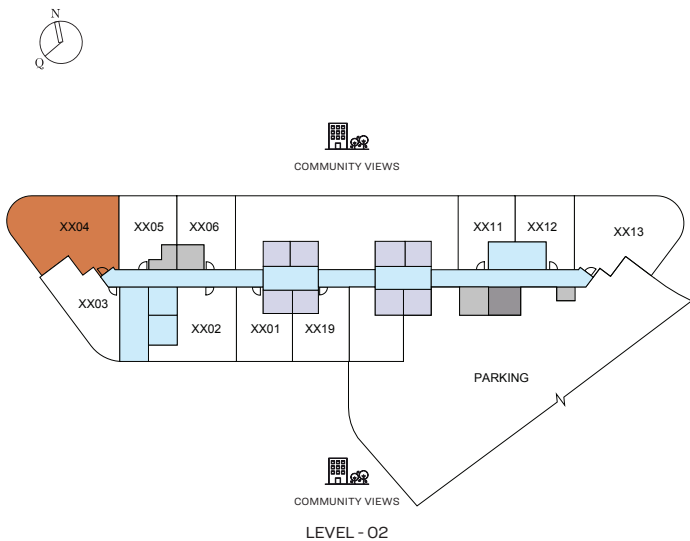 N
Q
COMMUNITY VIEWS
XX04
XX05
XX06
XX11
XX12
XX13
XX03
XX02
XX01
XX19
PARKING
N
COMMUNITY VIEWS
LEVEL - 02